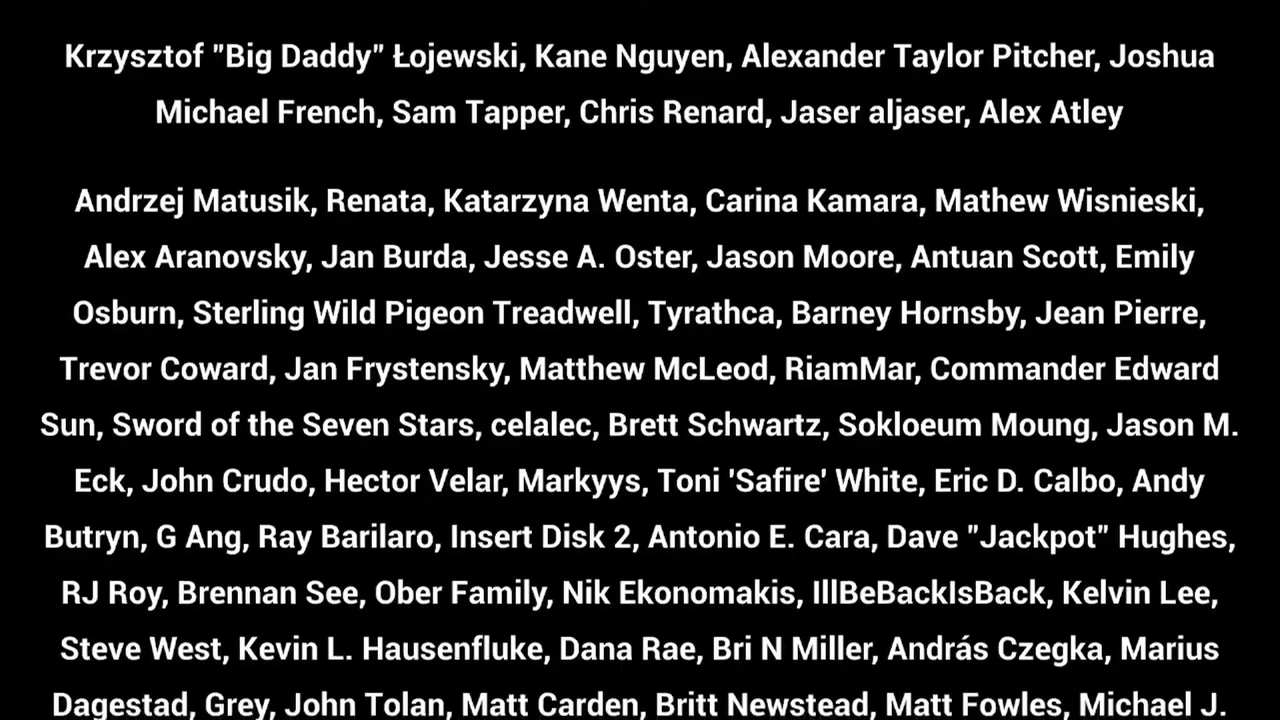 Krzysztof "Big Daddy" Łojewski, Kane Nguyen, Alexander Taylor Pitcher, Joshua
Michael French, Sam Tapper, Chris Renard, Jaser aljaser, Alex Atley
Andrzej Matusik, Renata, Katarzyna Wenta, Carina Kamara, Mathew Wisnieski,
Alex Aranovsky, Jan Burda, Jesse A. Oster, Jason Moore, Antuan Scott, Emily
Osburn, Sterling Wild Pigeon Treadwell, Tyrathca, Barney Hornsby, Jean Pierre,
Trevor Coward, Jan Frystensky, Matthew McLeod, RiamMar, Commander Edward
Sun, Sword of the Seven Stars, celalec, Brett Schwartz, Sokloeum Moung, Jason M.
Eck, John Crudo, Hector Velar, Markyys, Toni 'Safire' White, Eric D. Calbo, Andy
Butryn, G Ang, Ray Barilaro, Insert Disk 2, Antonio E. Cara, Dave "Jackpot" Hughes,
RJ Roy, Brennan See, Ober Family, Nik Ekonomakis, IllBeBackIsBack, Kelvin Lee,
Steve West, Kevin L. Hausenfluke, Dana Rae, Bri N Miller, András Czegka, Marius
Dagestad, Grey, John Tolan, Matt Carden, Britt Newstead, Matt Fowles, Michael J.